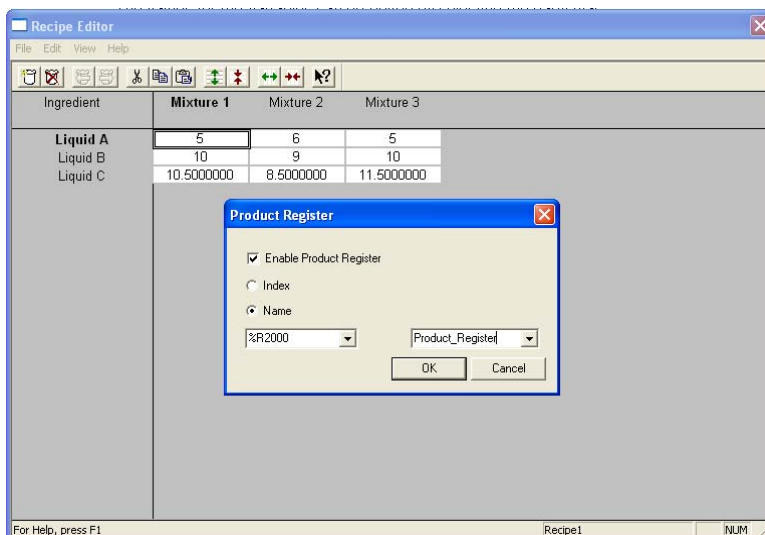 Recipe Editor
File Edit View Help
Ingredient Mixture 1 Mixture 2 Mixture 3
Liquid A 5 6 5
Liquid B 10 9 10
Liquid C 10.5000000 8.5000000 11.5000000
Product Register
Enable Product Register
Index
Name
%R2000 Product_Register
OK Cancel
For Help, press F1 Recipe1 NUM